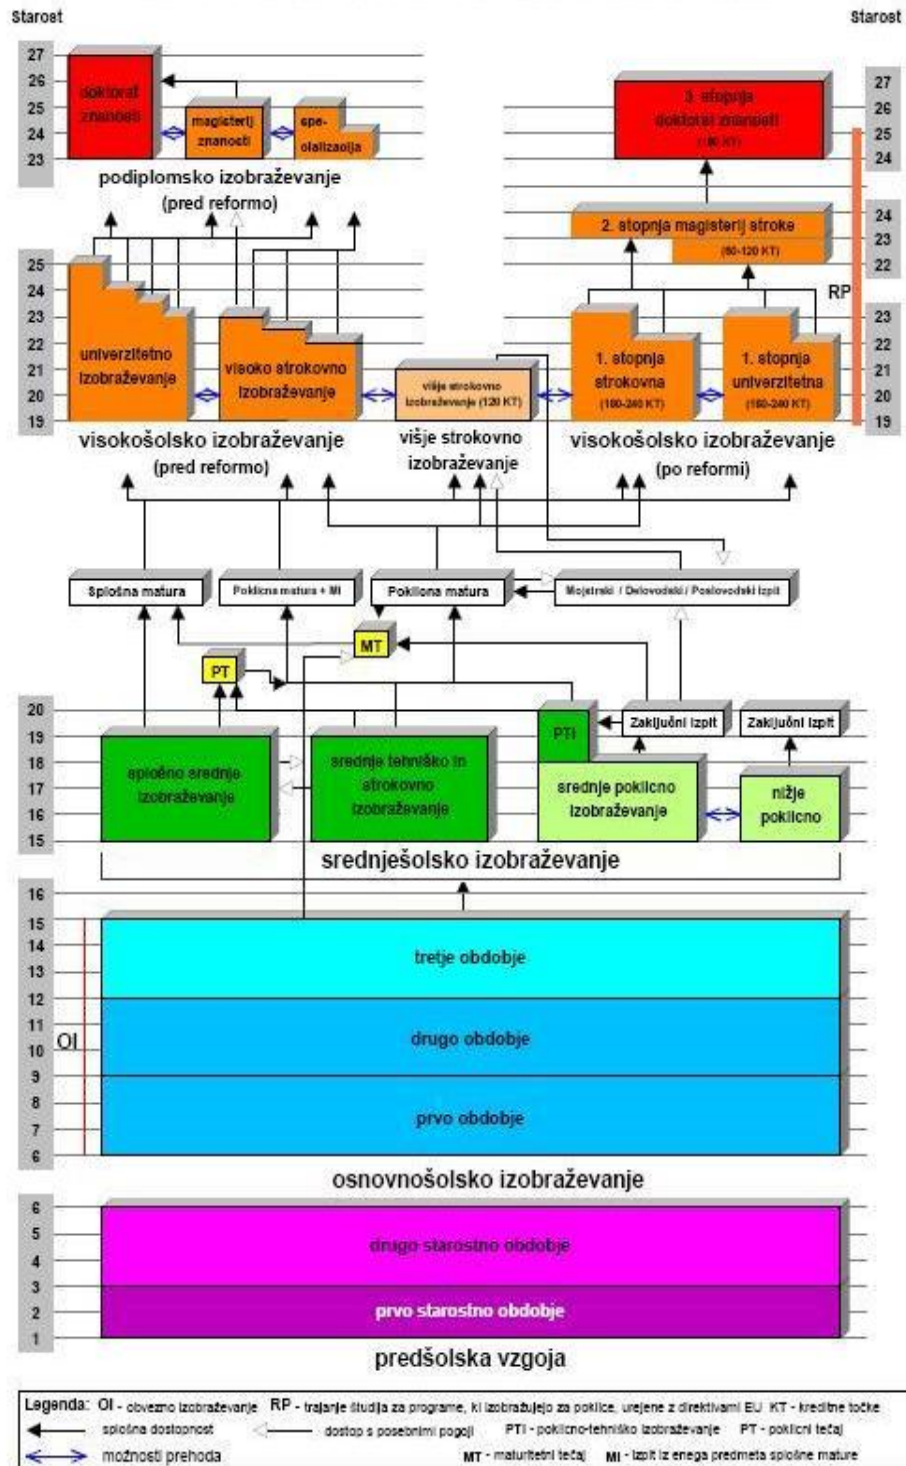 Starost
Starost
27
26
25
24
23
doktorat
znanosti
magisterij
znanosti
spe-
cializacija
podiplomsko izobraževanje
(pred reformo)
3. stopnja
doktorat znanosti
(180 KT)
27
26
25
24
2. stopnja magisterij stroke
(60-120 KT)
24
23
22
RP
25
24
23
22
21
20
19
univerzitetno
izobraževanje
visoko strokovno
izobraževanje
višje strokovno
izobraževanje (120 KT)
1. stopnja
strokovna
(180-240 KT)
1. stopnja
univerzitetna
(180-240 KT)
23
22
21
20
19
visokošolsko izobraževanje
(pred reformo)
višje strokovno
izobraževanje
visokošolsko izobraževanje
(po reformi)
Splošna matura
Poklicna matura + MI
Poklicna matura
Mojstrski / Delovodski / Poslovodski izpit
MT
PT
20
19
18
17
16
15
PTI
Zaključni izpit
Zaključni izpit
splošno srednje
izobraževanje
srednje tehniško in
strokovno
izobraževanje
srednje poklicno
izobraževanje
nižje
poklicno
srednješolsko izobraževanje
16
15
14
13
12
11
10
9
8
7
6
OI
tretje obdobje
drugo obdobje
prvo obdobje
osnovnošolsko izobraževanje
6
5
4
3
2
1
drugo starostno obdobje
prvo starostno obdobje
predšolska vzgoja
Legenda: OI - obvezno izobraževanje RP - trajanje študija za programe, ki izobražujejo za poklice, urejene z direktivami EU KT - kreditne točke
splošna dostopnost dostop s posebnimi pogoji PTI - poklicno-tehniško izobraževanje PT - poklicni tečaj
možnosti prehoda MT - maturitetni tečaj MI - izpit iz enega predmeta splošne mature